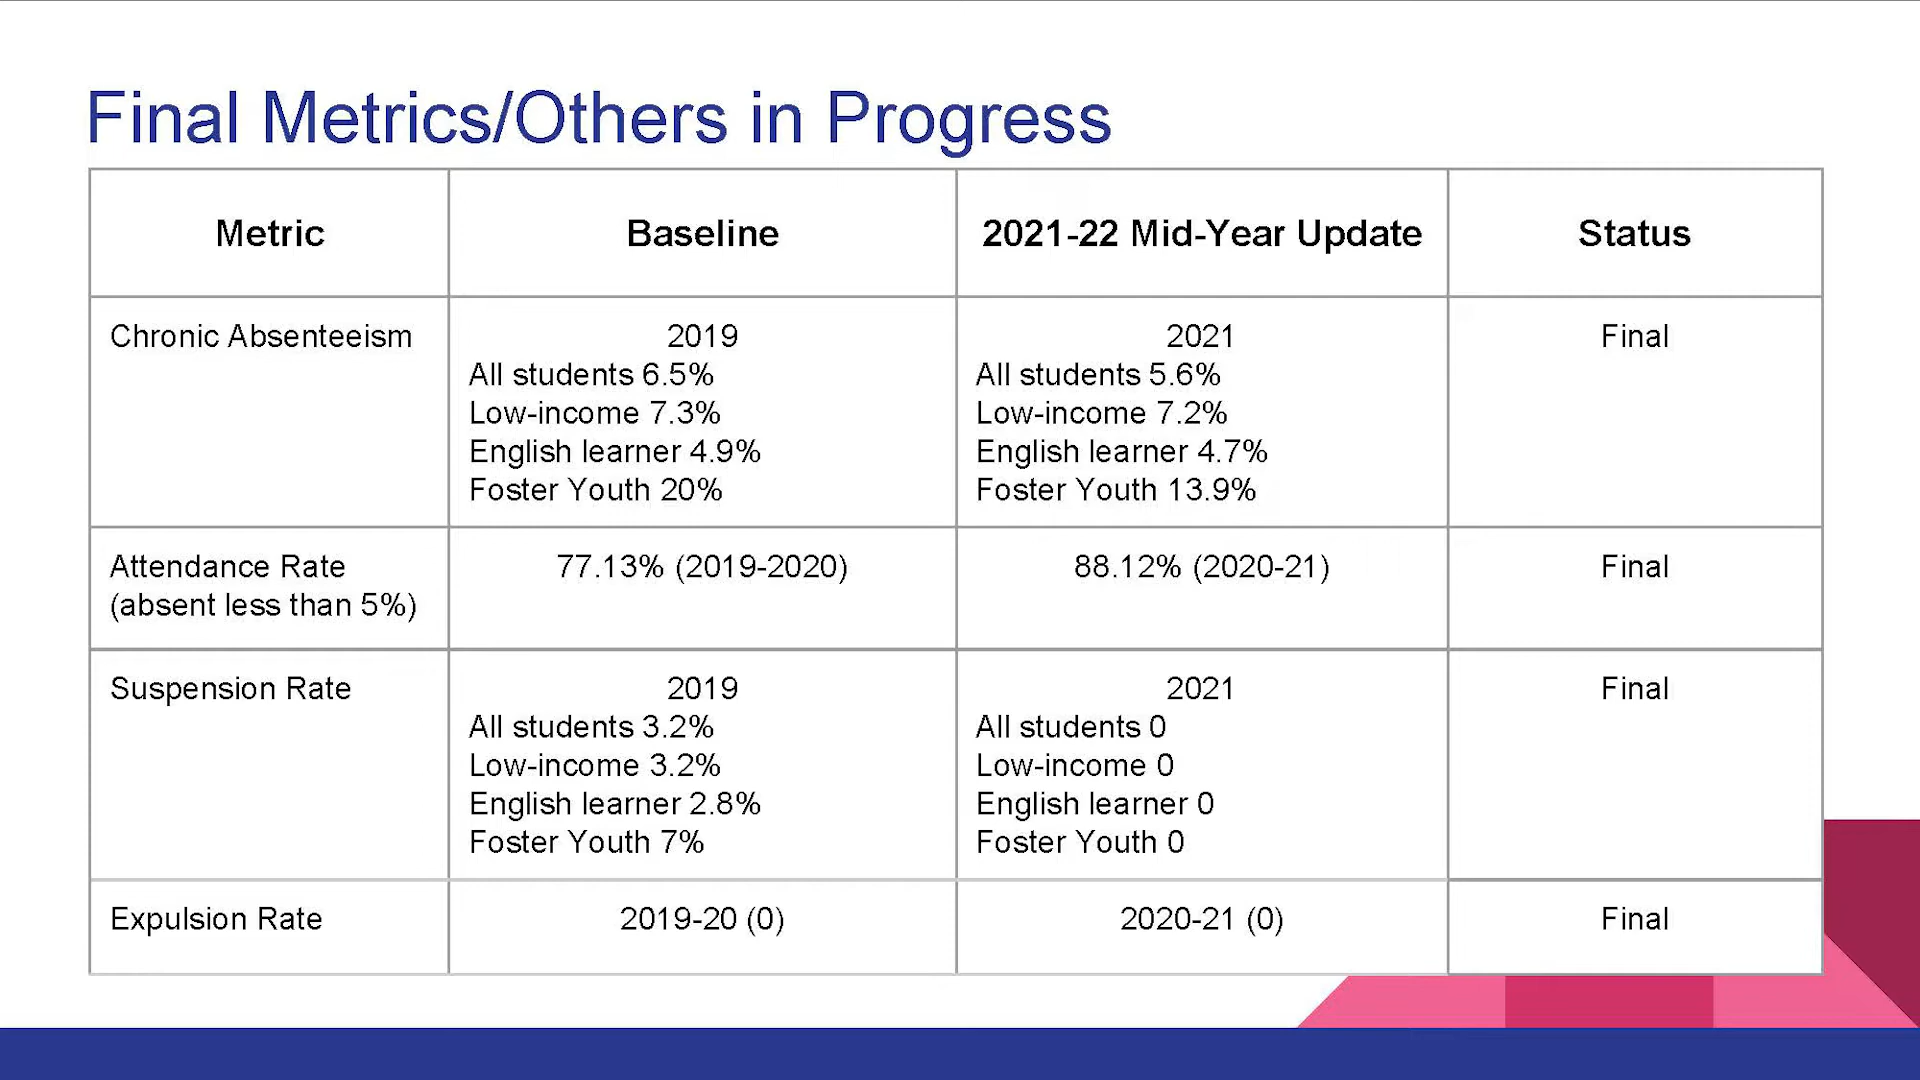 Final Metrics/Others in Progress
Metric
Baseline
2021-22 Mid-Year Update
Status
Chronic Absenteeism
2019
All students 6.5%
Low-income 7.3%
English learner 4.9%
Foster Youth 20%
2021
All students 5.6%
Low-income 7.2%
English learner 4.7%
Foster Youth 13.9%
Final
Attendance Rate
(absent less than 5%)
77.13% (2019-2020)
88.12% (2020-21)
Final
Suspension Rate
2019
All students 3.2%
Low-income 3.2%
English learner 2.8%
Foster Youth 7%
2021
All students 0
Low-income 0
English learner 0
Foster Youth 0
Final
Expulsion Rate
2019-20 (0)
2020-21 (0)
Final